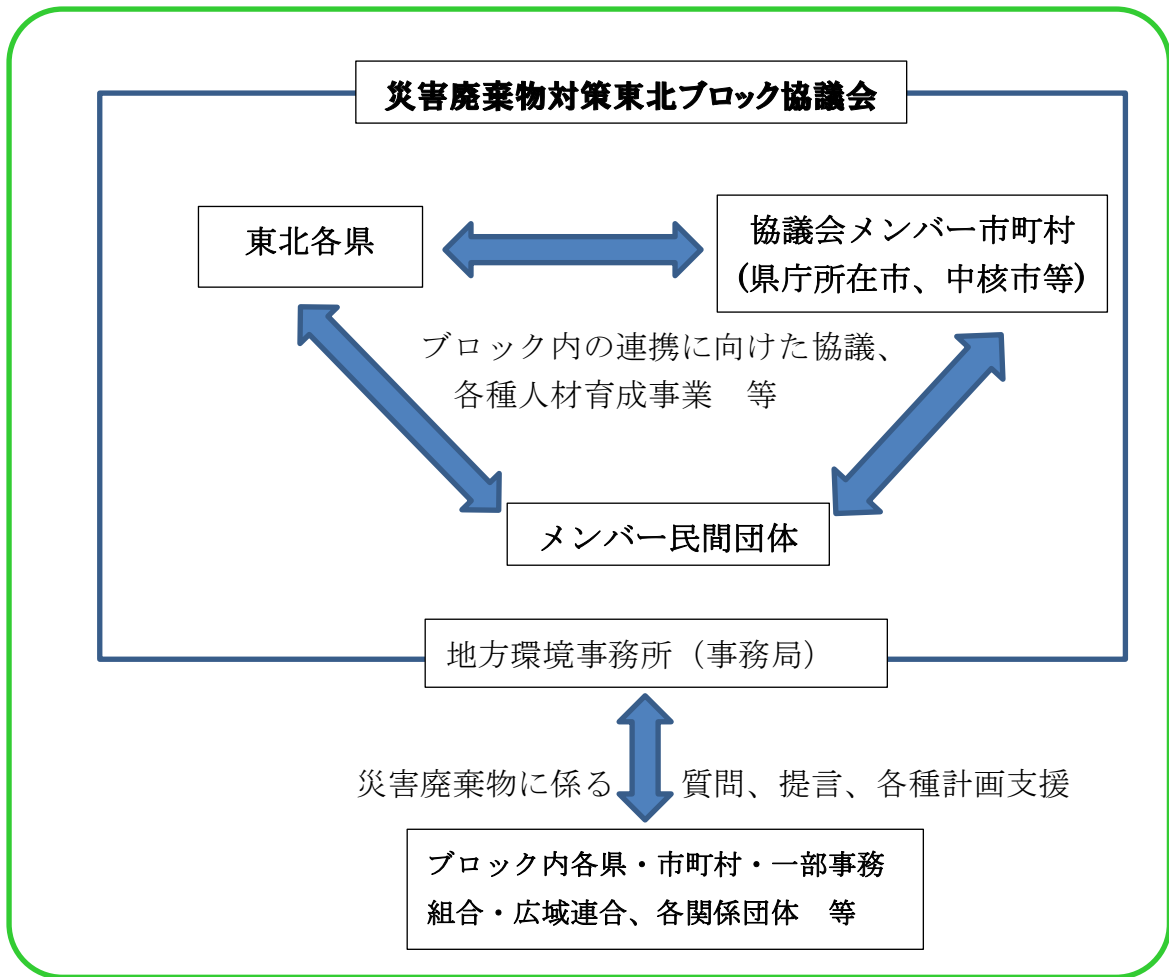 災害廃棄物対策東北ブロック協議会
東北各県
協議会メンバー市町村
(県庁所在市、中核市等)
ブロック内の連携に向けた協議、
各種人材育成事業　等
メンバー民間団体
地方環境事務所（事務局）
災害廃棄物に係る　質問、提言、各種計画支援
ブロック内各県・市町村・一部事務
組合・広域連合、各関係団体　等